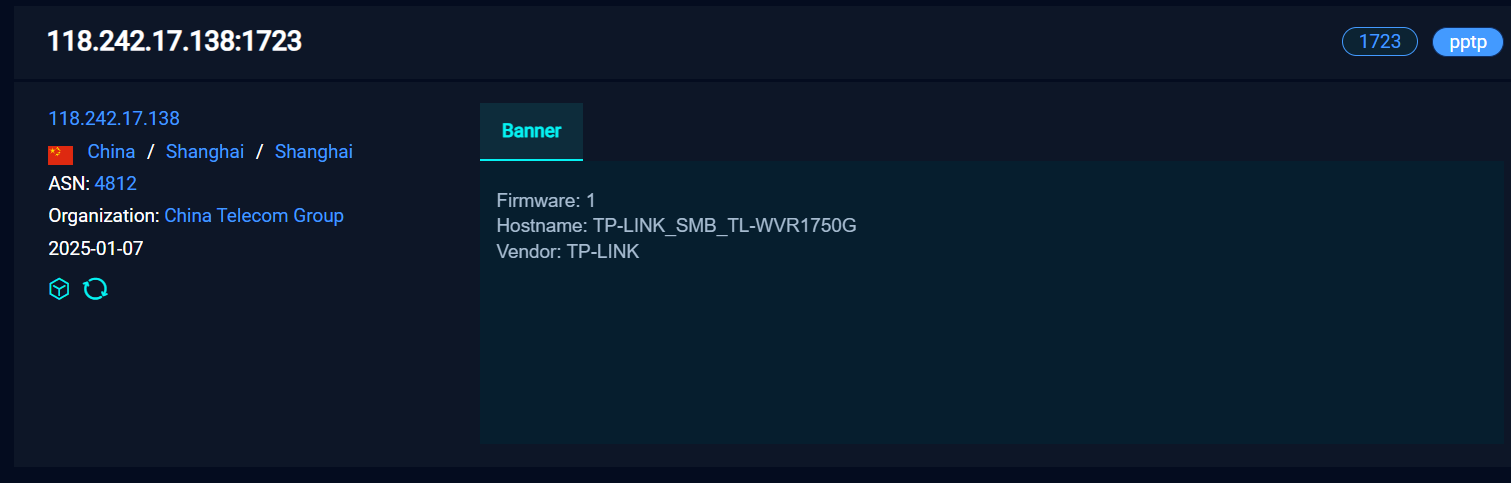 118.242.17.138:1723
1723 pptp
118.242.17.138
China / Shanghai / Shanghai
ASN: 4812
Organization: China Telecom Group
2025-01-07
Banner
Firmware: 1
Hostname: TP-LINK_SMB_TL-WVR1750G
Vendor: TP-LINK